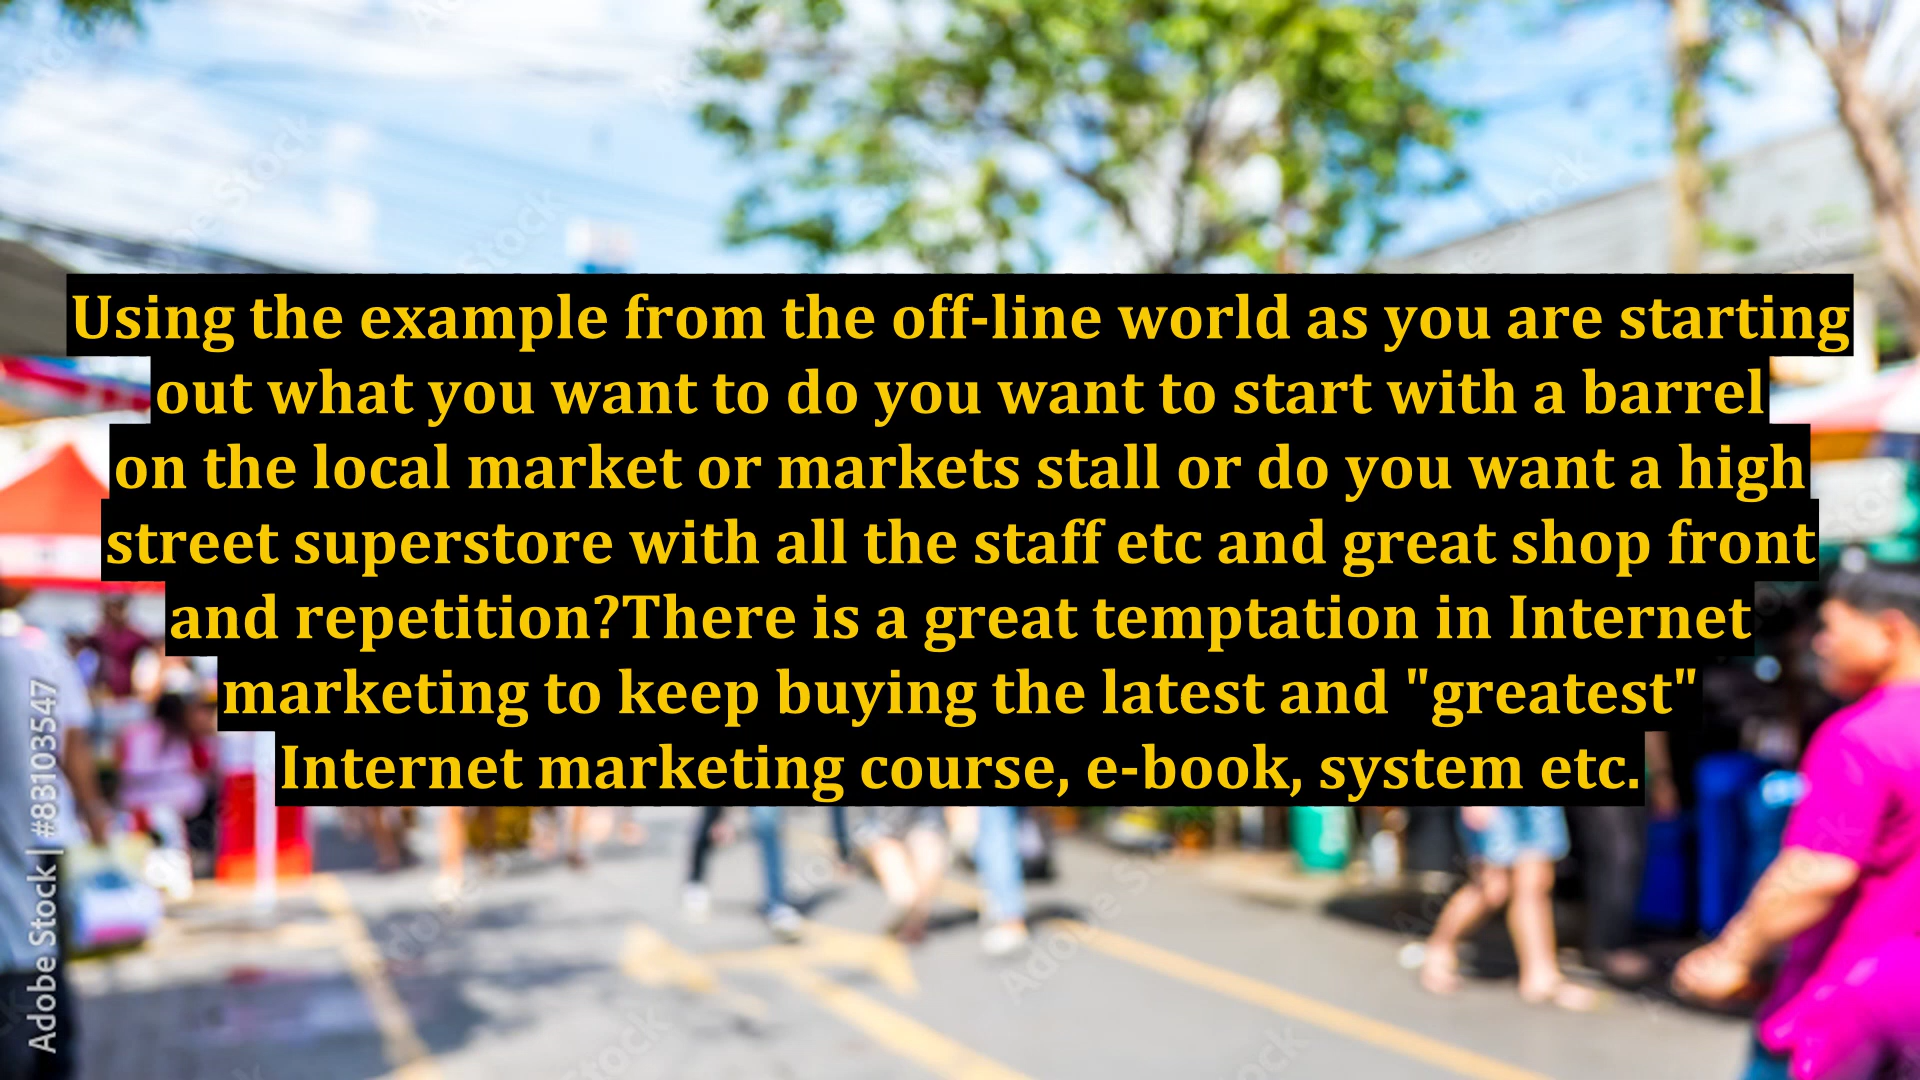 Using the example from the off-line world as you are starting
out what you want to do you want to start with a barrel
on the local market or markets stall or do you want a high
street superstore with all the staff etc and great shop front
and repetition?There is a great temptation in Internet
marketing to keep buying the latest and "greatest"
Internet marketing course, e-book, system etc.
Adobe Stock | #83103547